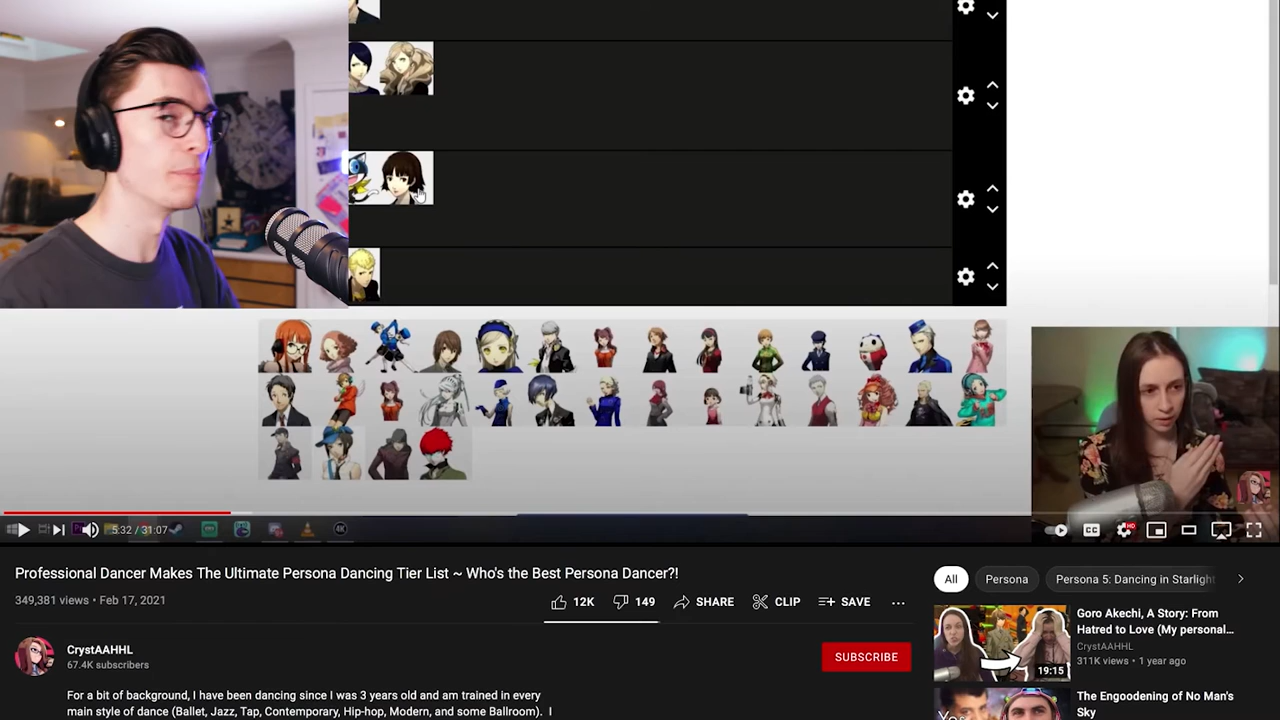 5:32 / 31:07
CC
HD
4K
Professional Dancer Makes The Ultimate Persona Dancing Tier List ~ Who's the Best Persona Dancer?!
349,381 views • Feb 17, 2021
12K
149
SHARE
CLIP
SAVE
CrystAAHHL
67.4K subscribers
SUBSCRIBE
For a bit of background, I have been dancing since I was 3 years old and am trained in every
main style of dance (Ballet, Jazz, Tap, Contemporary, Hip-hop, Modern, and some Ballroom). I
All
Persona
Persona 5: Dancing in Starlight
19:15
Goro Akechi, A Story: From
Hatred to Love (My personal...
CrystAAHHL
311K views • 1 year ago
The Engoodening of No Man's
Sky